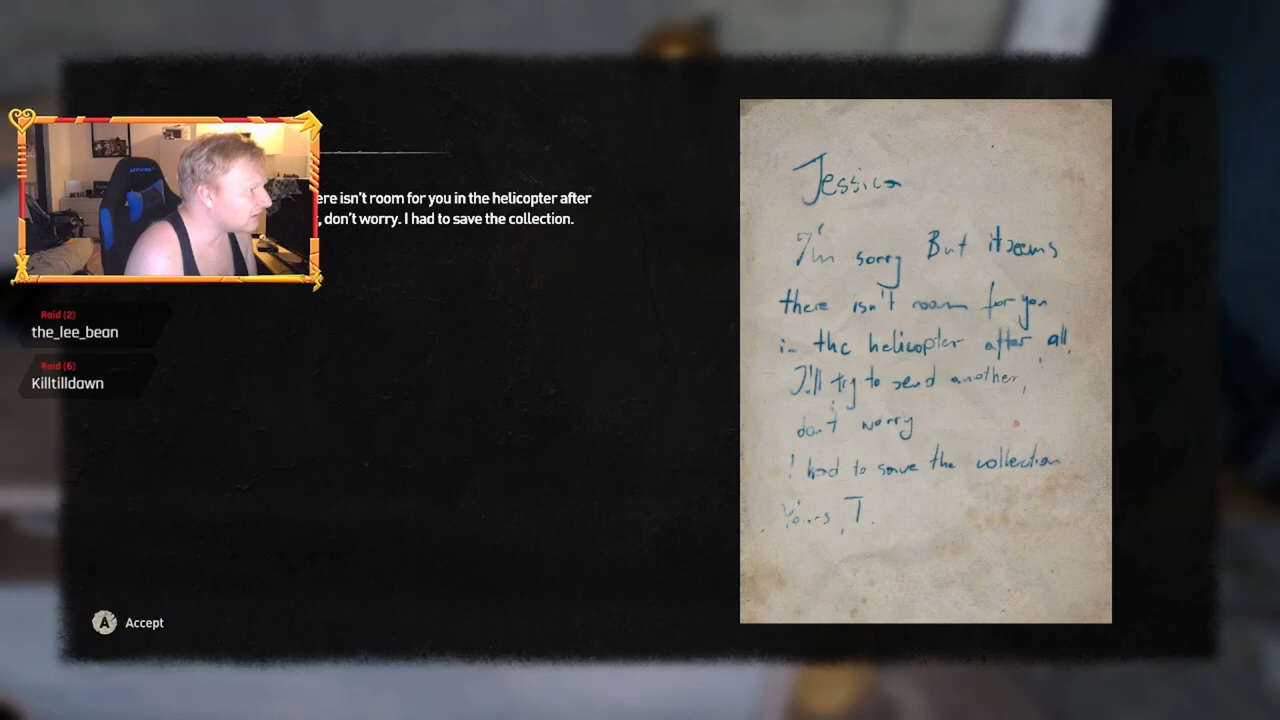 ere isn't room for you in the helicopter after
, don't worry. I had to save the collection.
Raid (2)
the_lee_bean
Raid (6)
Killtilldawn
A Accept
Jessica
I'm sorry But it seems
there isn't room for you
in the helicopter after all,
I'll try to send another,
don't worry
I had to save the collection
Yours, T.